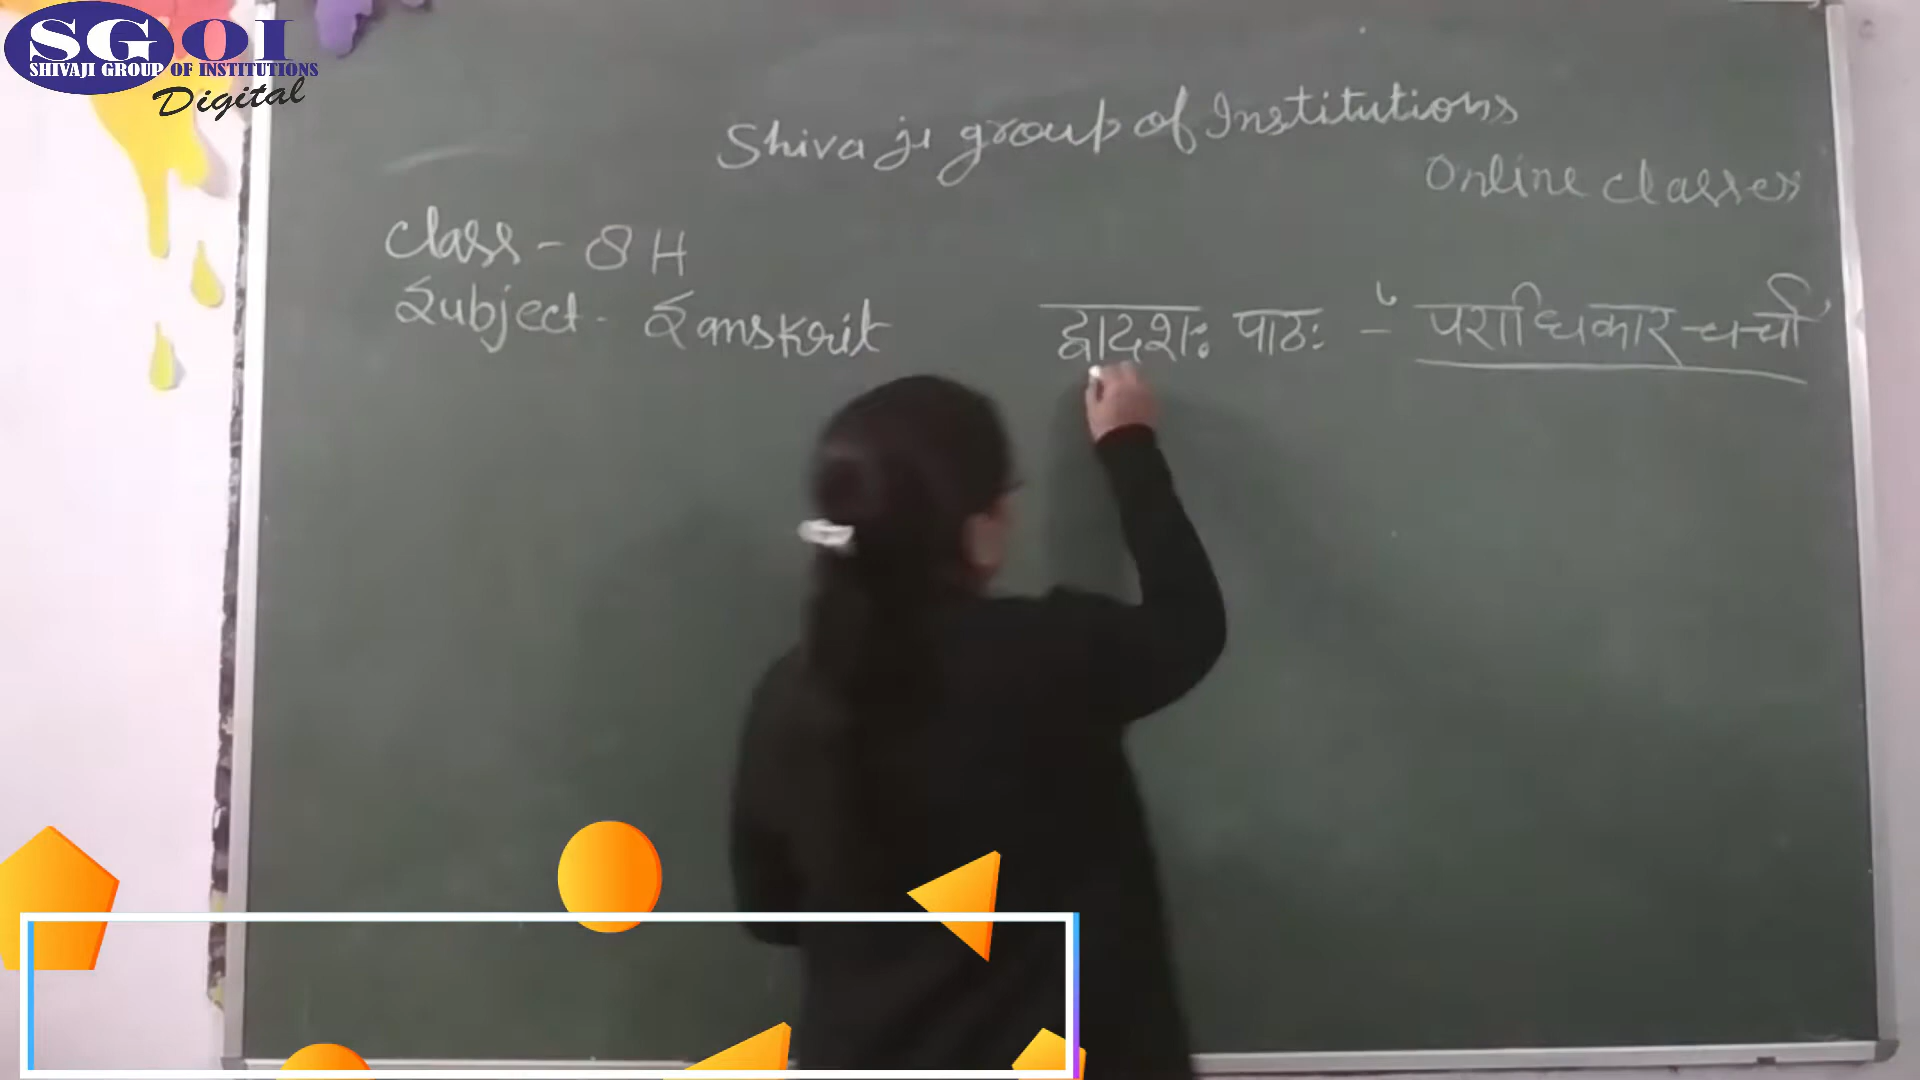 SGOI
SHIVAJI GROUP OF INSTITUTIONS
Digital
Shivaji group of Institutions
Online classes
class - 8 H
Subject - Sanskrit
द्वादशः पाठः - पराधिकार-चर्चा